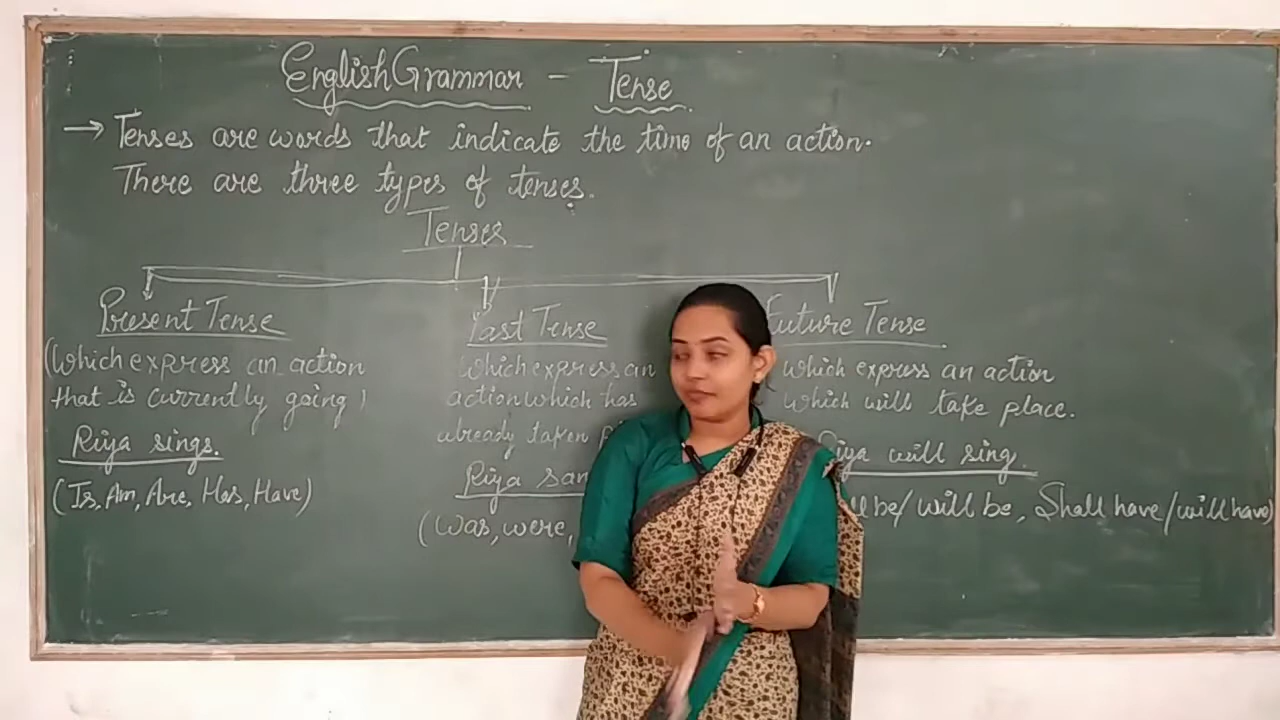 English Grammar - Tense
→ Tenses are words that indicate the time of an action.
There are three types of tenses.
Tenses
Present Tense
(Which express an action
that is currently going)
Riya sings.
(Is, Am, Are, Has, Have)
Past Tense
Which express an
action which has
already taken
Riya
(Was, were,
Future Tense
which express an action
which will take place.
will sing.
will be, Shall have/will have)